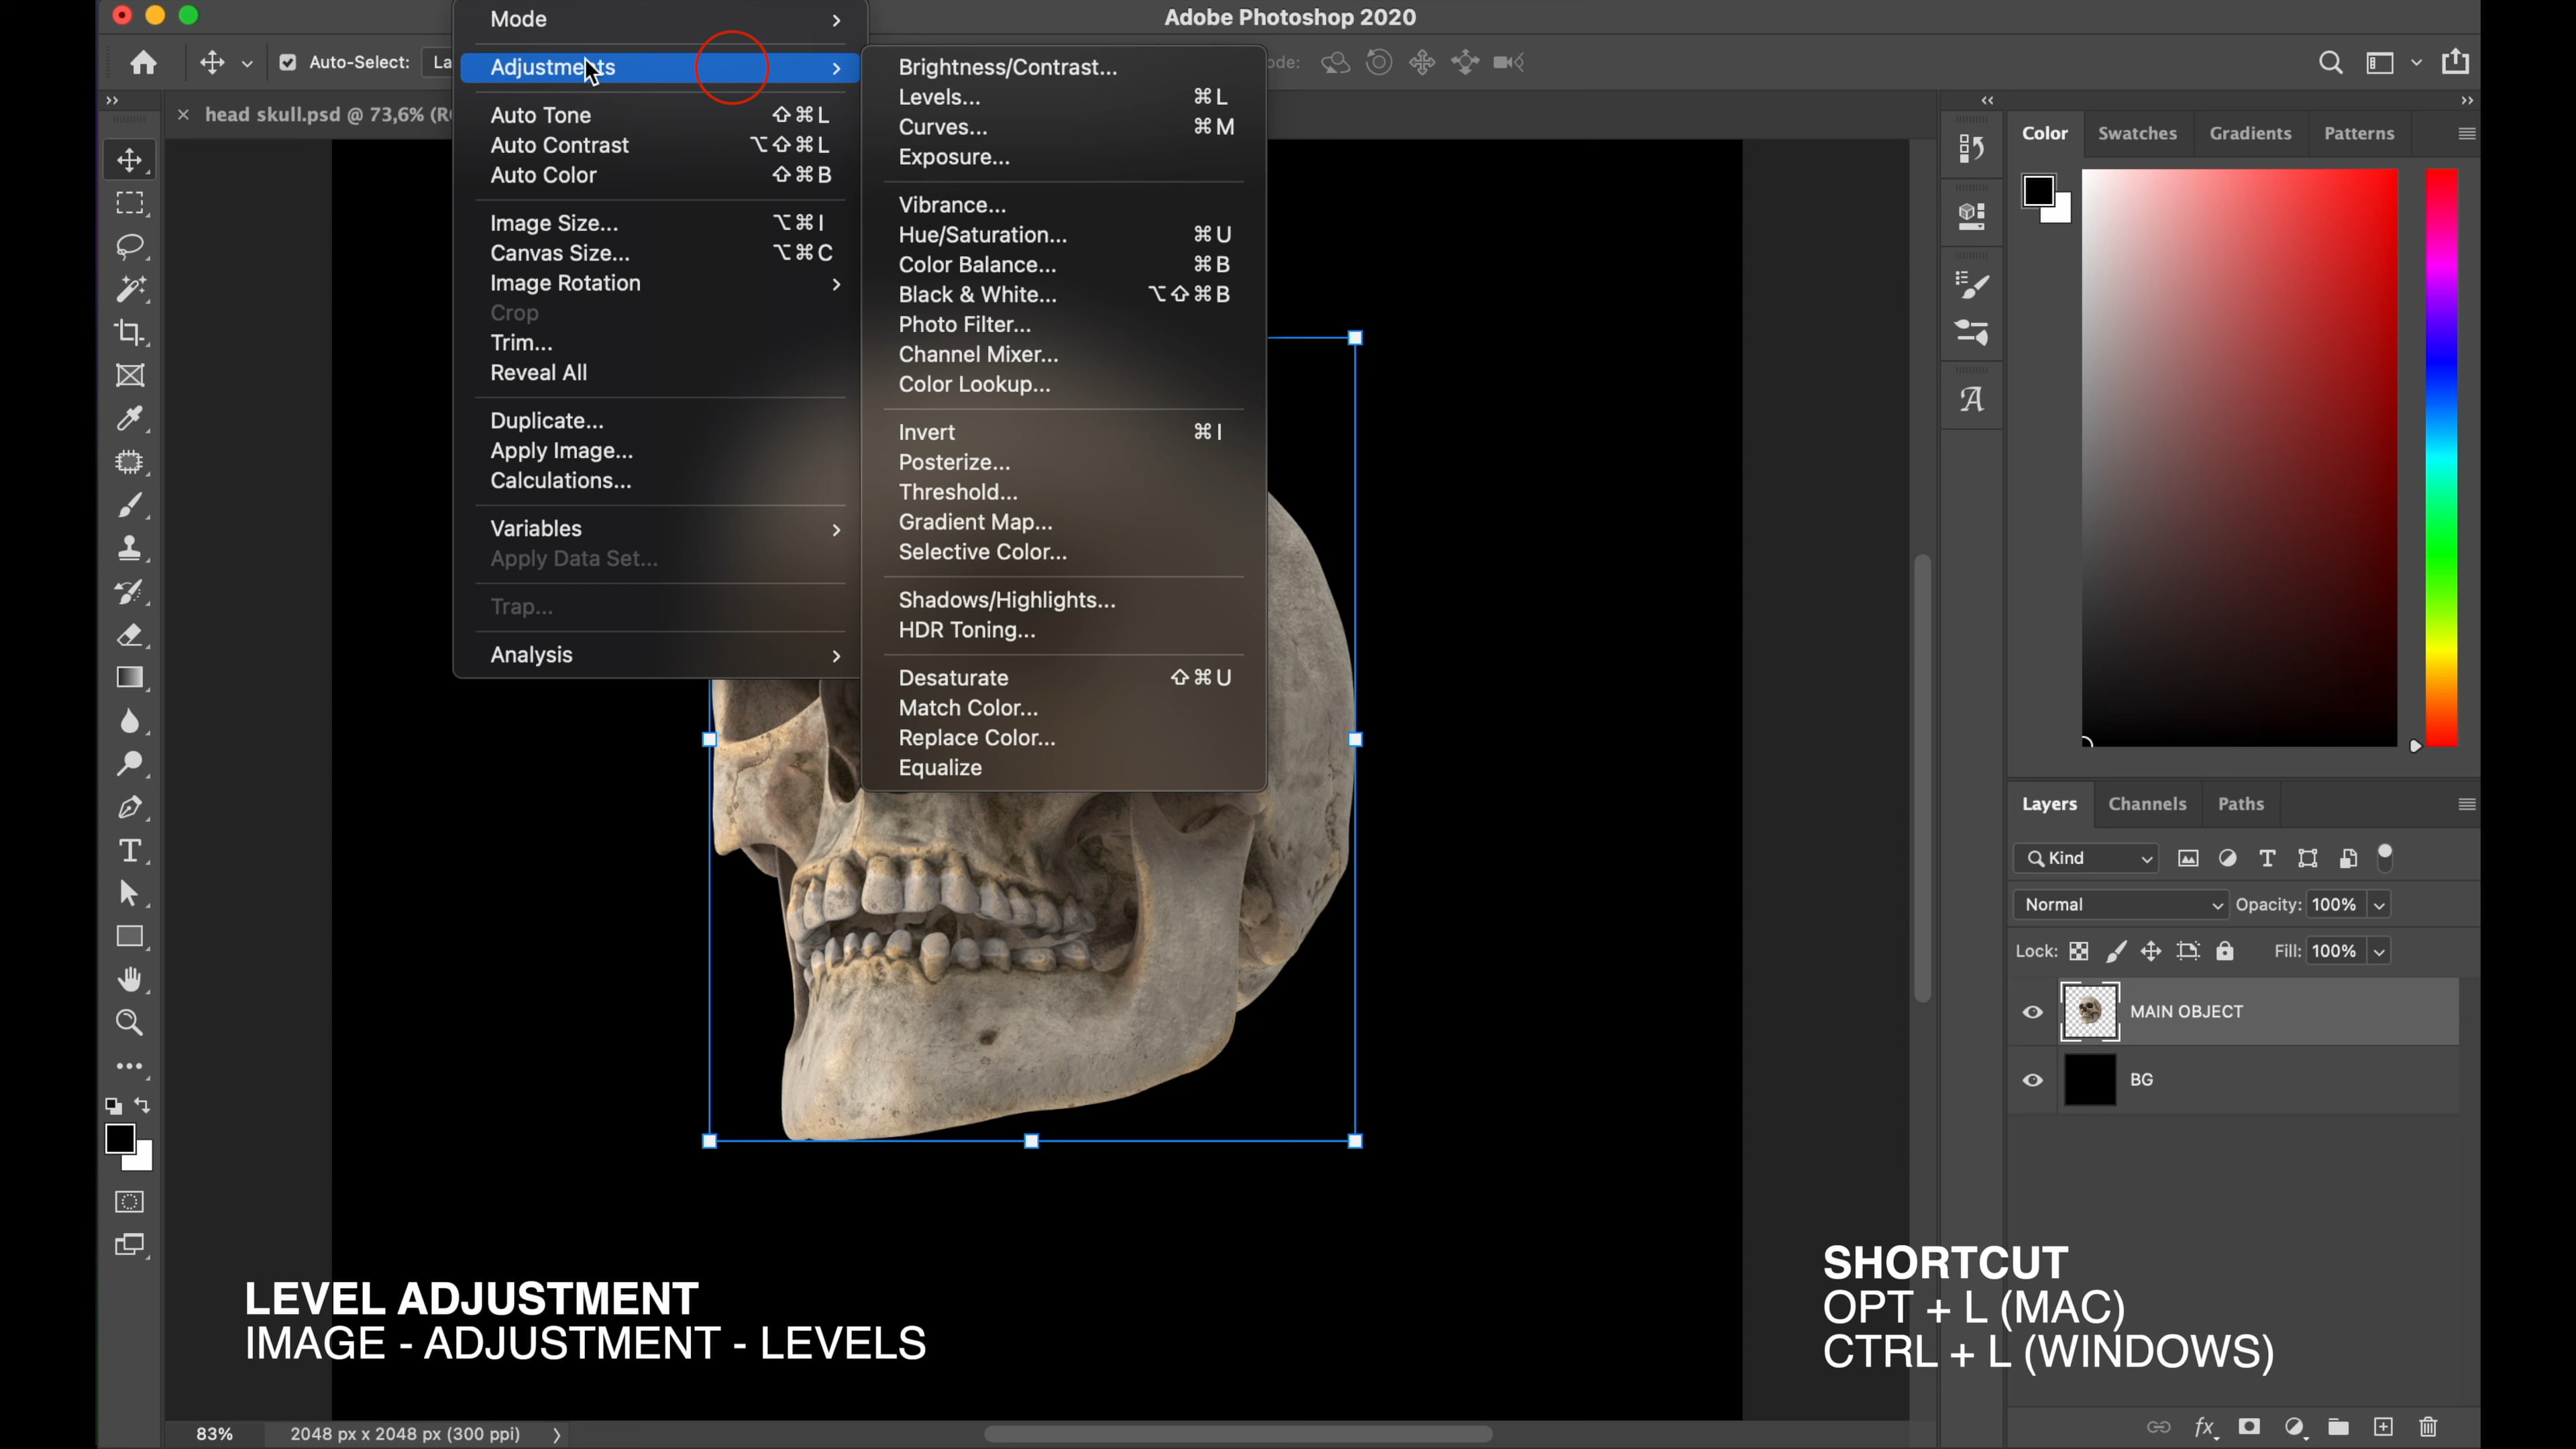 Adobe Photoshop 2020
Auto-Select: La
ode:
head skull.psd @ 73,6% (R
Mode
Adjustments
Auto Tone ⇧⌘L
Auto Contrast ⌥⇧⌘L
Auto Color ⇧⌘B
Image Size... ⌥⌘I
Canvas Size... ⌥⌘C
Image Rotation
Crop
Trim...
Reveal All
Duplicate...
Apply Image...
Calculations...
Variables
Apply Data Set...
Trap...
Analysis
Brightness/Contrast...
Levels... ⌘L
Curves... ⌘M
Exposure...
Vibrance...
Hue/Saturation... ⌘U
Color Balance... ⌘B
Black & White... ⌥⇧⌘B
Photo Filter...
Channel Mixer...
Color Lookup...
Invert ⌘I
Posterize...
Threshold...
Gradient Map...
Selective Color...
Shadows/Highlights...
HDR Toning...
Desaturate ⇧⌘U
Match Color...
Replace Color...
Equalize
Color Swatches Gradients Patterns
Layers Channels Paths
Kind
Normal Opacity: 100%
Lock: Fill: 100%
MAIN OBJECT
BG
LEVEL ADJUSTMENT
IMAGE - ADJUSTMENT - LEVELS
SHORTCUT
OPT + L (MAC)
CTRL + L (WINDOWS)
83% 2048 px x 2048 px (300 ppi)